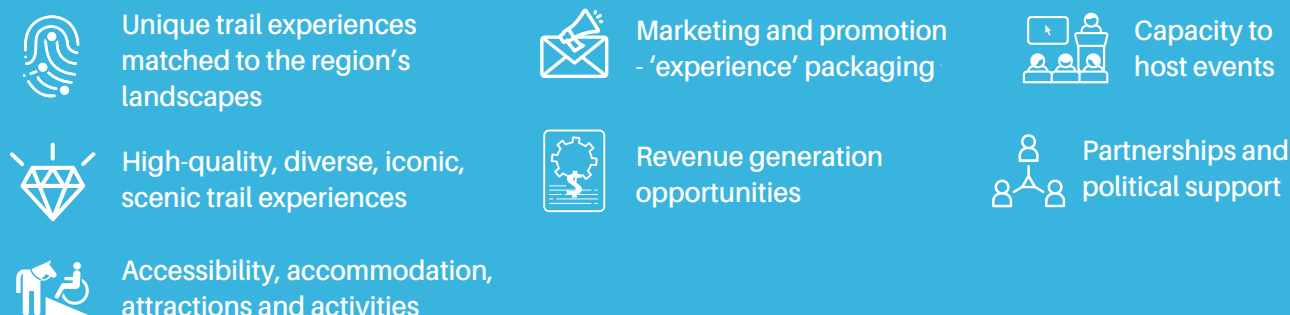 Unique trail experiences
matched to the region's
landscapes
High-quality, diverse, iconic,
scenic trail experiences
Accessibility, accommodation,
attractions and activities
Marketing and promotion
- 'experience' packaging
Revenue generation
opportunities
$
Capacity to
host events
Partnerships and
political support